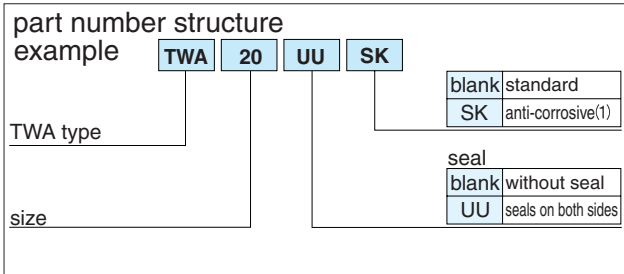 part number structure
example TWA 20 UU SK
blank standard
SK anti-corrosive(1)
TWA type
seal
blank without seal
UU seals on both sides
size